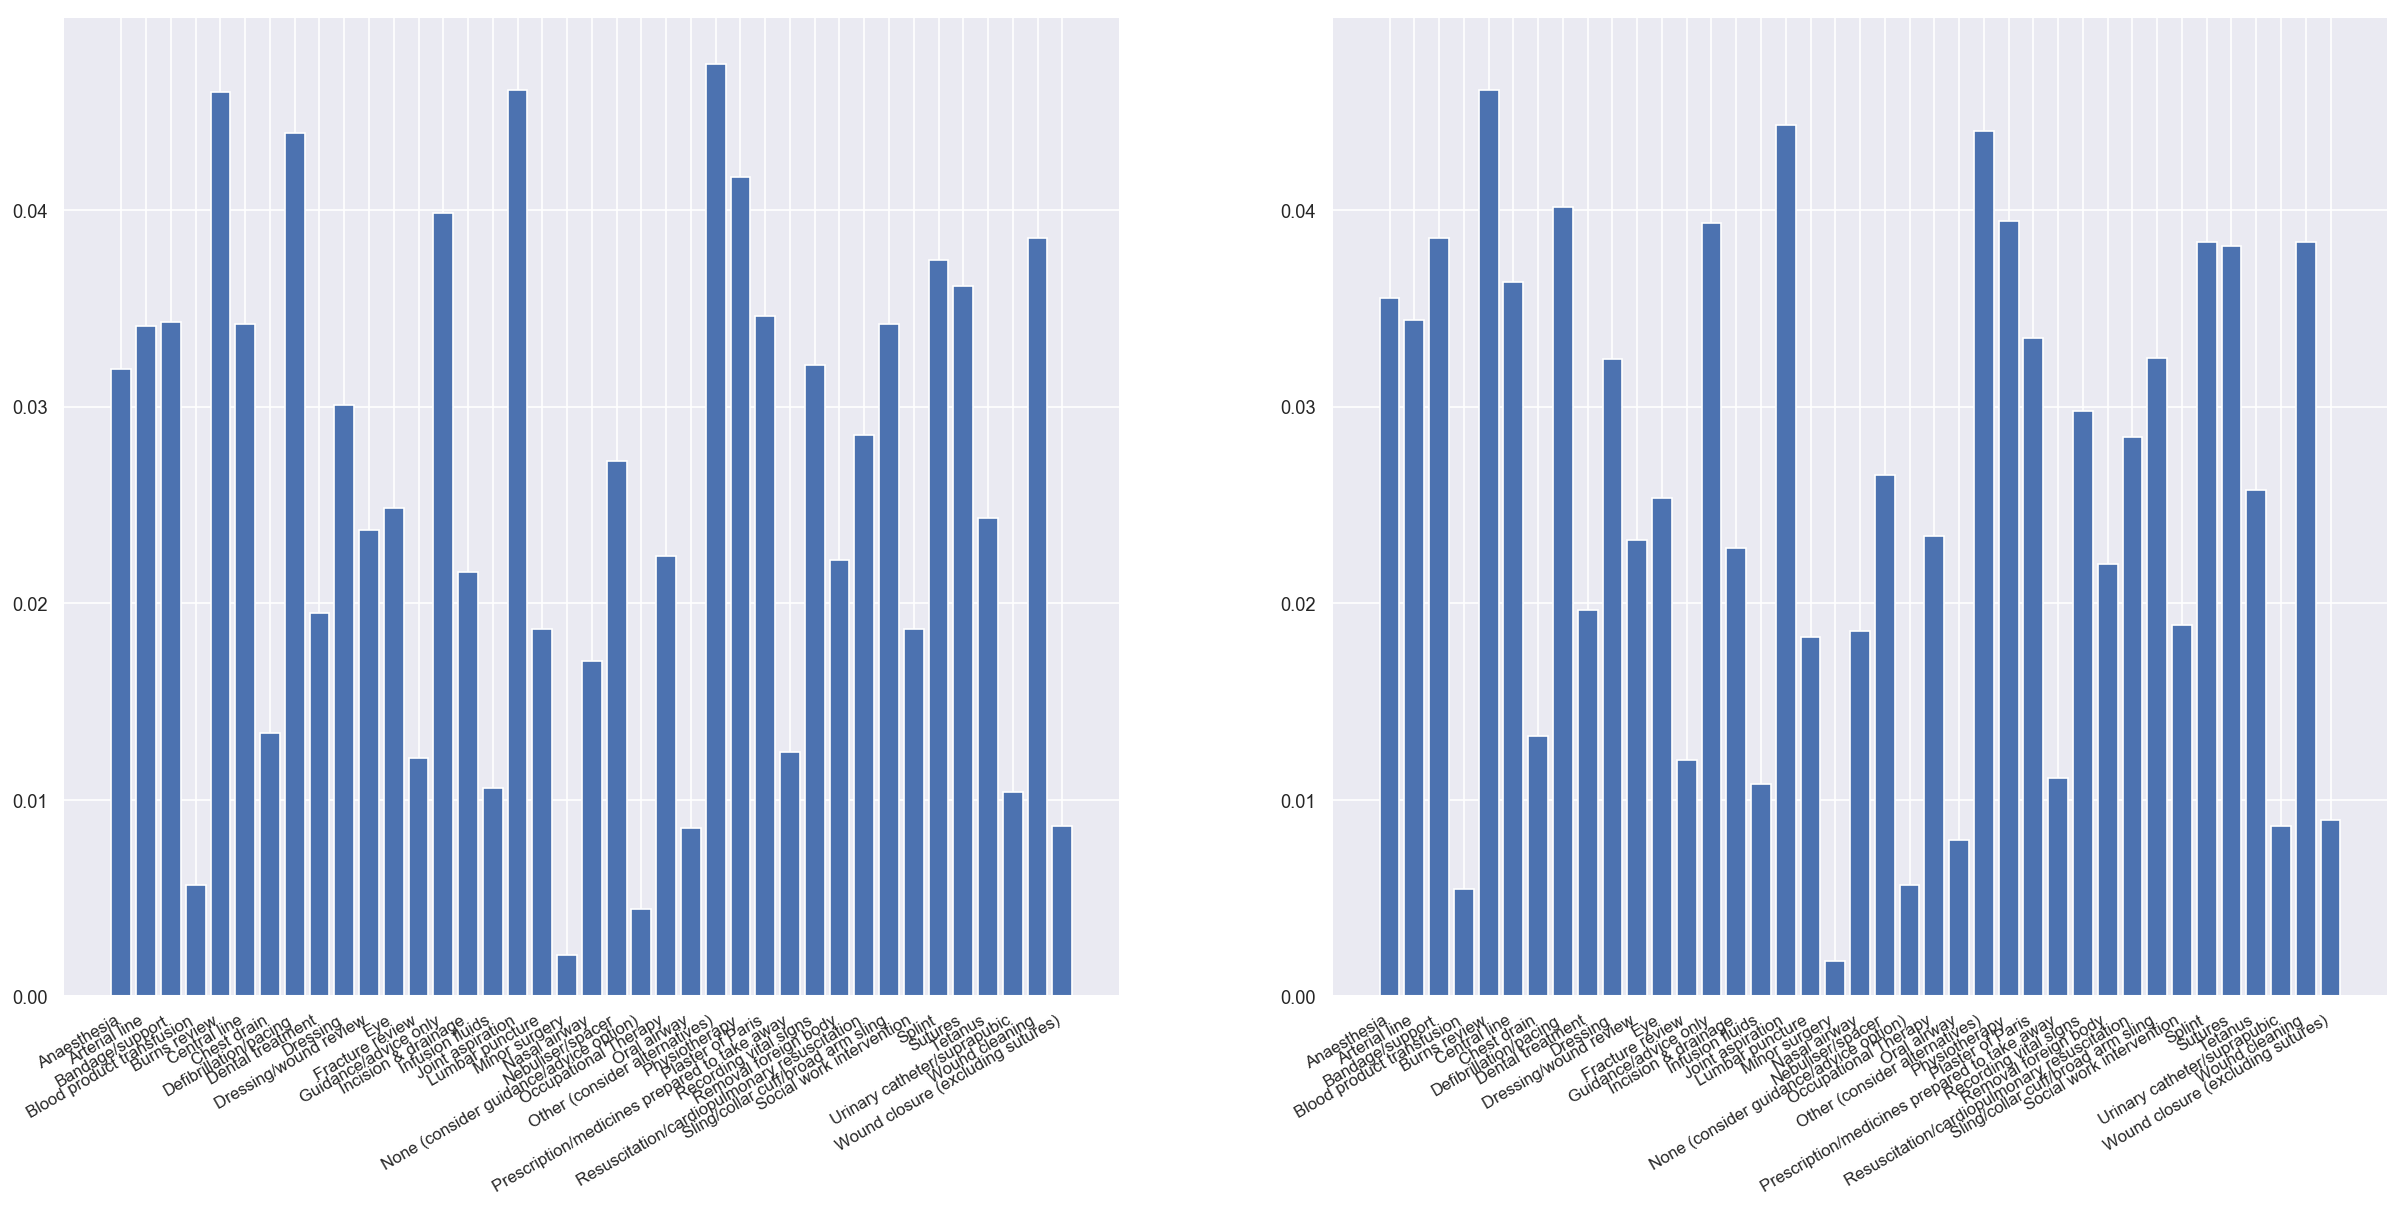 0.04
0.03
0.02
0.01
0.00
Anaesthesia
Arterial line
Bandage/support
Blood product transfusion
Burns review
Central line
Chest drain
Defibrillation/pacing
Dental treatment
Dressing
Dressing/wound review
Eye
Fracture review
Guidance/advice only
Incision & drainage
Infusion fluids
Joint aspiration
Lumbar puncture
Minor surgery
Nasal airway
Nebuliser/spacer
None (consider guidance/advice option)
Occupational Therapy
Oral airway
Other (consider alternatives)
Physiotherapy
Plaster of Paris
Prescription/medicines prepared to take away
Recording vital signs
Removal foreign body
Resuscitation/cardiopulmonary resuscitation
Sling/collar cuff/broad arm sling
Social work intervention
Splint
Sutures
Tetanus
Urinary catheter/suprapubic
Wound cleaning
Wound closure (excluding sutures)
0.04
0.03
0.02
0.01
0.00
Anaesthesia
Arterial line
Bandage/support
Blood product transfusion
Burns review
Central line
Chest drain
Defibrillation/pacing
Dental treatment
Dressing
Dressing/wound review
Eye
Fracture review
Guidance/advice only
Incision & drainage
Infusion fluids
Joint aspiration
Lumbar puncture
Minor surgery
Nasal airway
Nebuliser/spacer
None (consider guidance/advice option)
Occupational Therapy
Oral airway
Other (consider alternatives)
Physiotherapy
Plaster of Paris
Prescription/medicines prepared to take away
Recording vital signs
Removal foreign body
Resuscitation/cardiopulmonary resuscitation
Sling/collar cuff/broad arm sling
Social work intervention
Splint
Sutures
Tetanus
Urinary catheter/suprapubic
Wound cleaning
Wound closure (excluding sutures)